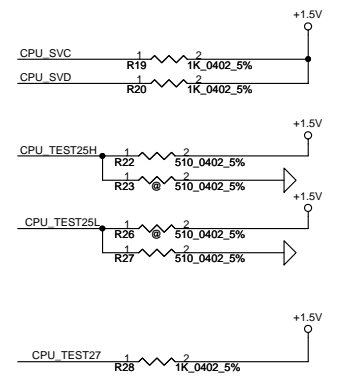 +1.5V
CPU_SVC 1 2
R19 1K_0402_5%
CPU_SVD 1 2
R20 1K_0402_5%
+1.5V
CPU_TEST25H 1 2
R22 510_0402_5%
1 2
R23 @ 510_0402_5%
+1.5V
CPU_TEST25L 1 2
R26 @ 510_0402_5%
1 2
R27 510_0402_5%
+1.5V
CPU_TEST27 1 2
R28 1K_0402_5%